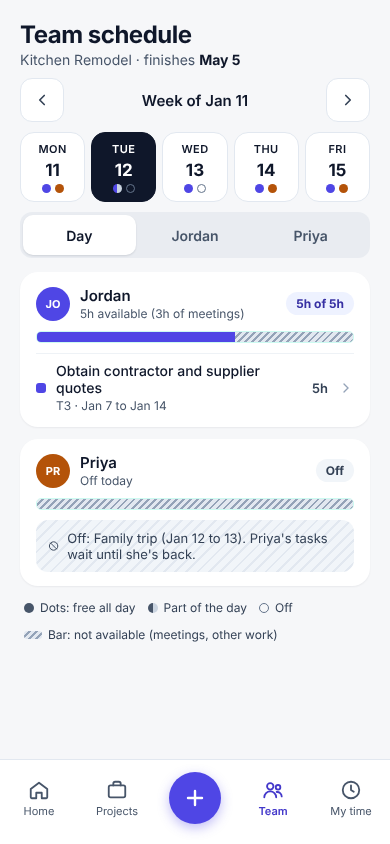 Team schedule
Kitchen Remodel · finishes May 5
Week of Jan 11
MON
11
TUE
12
WED
13
THU
14
FRI
15
Day
Jordan
Priya
JO
Jordan
5h available (3h of meetings)
5h of 5h
Obtain contractor and supplier
quotes
T3 · Jan 7 to Jan 14
5h
PR
Priya
Off today
Off
Off: Family trip (Jan 12 to 13). Priya's tasks
wait until she's back.
Dots: free all day
Part of the day
Off
Bar: not available (meetings, other work)
Home
Projects
Team
My time